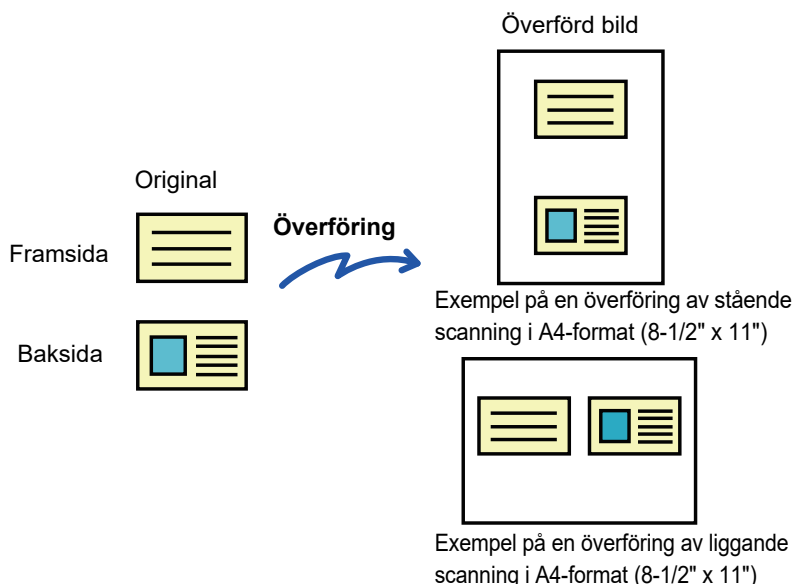 Överförd bild
Original
Framsida
Överföring
Baksida
Exempel på en överföring av stående
scanning i A4-format (8-1/2" x 11")
Exempel på en överföring av liggande
scanning i A4-format (8-1/2" x 11")